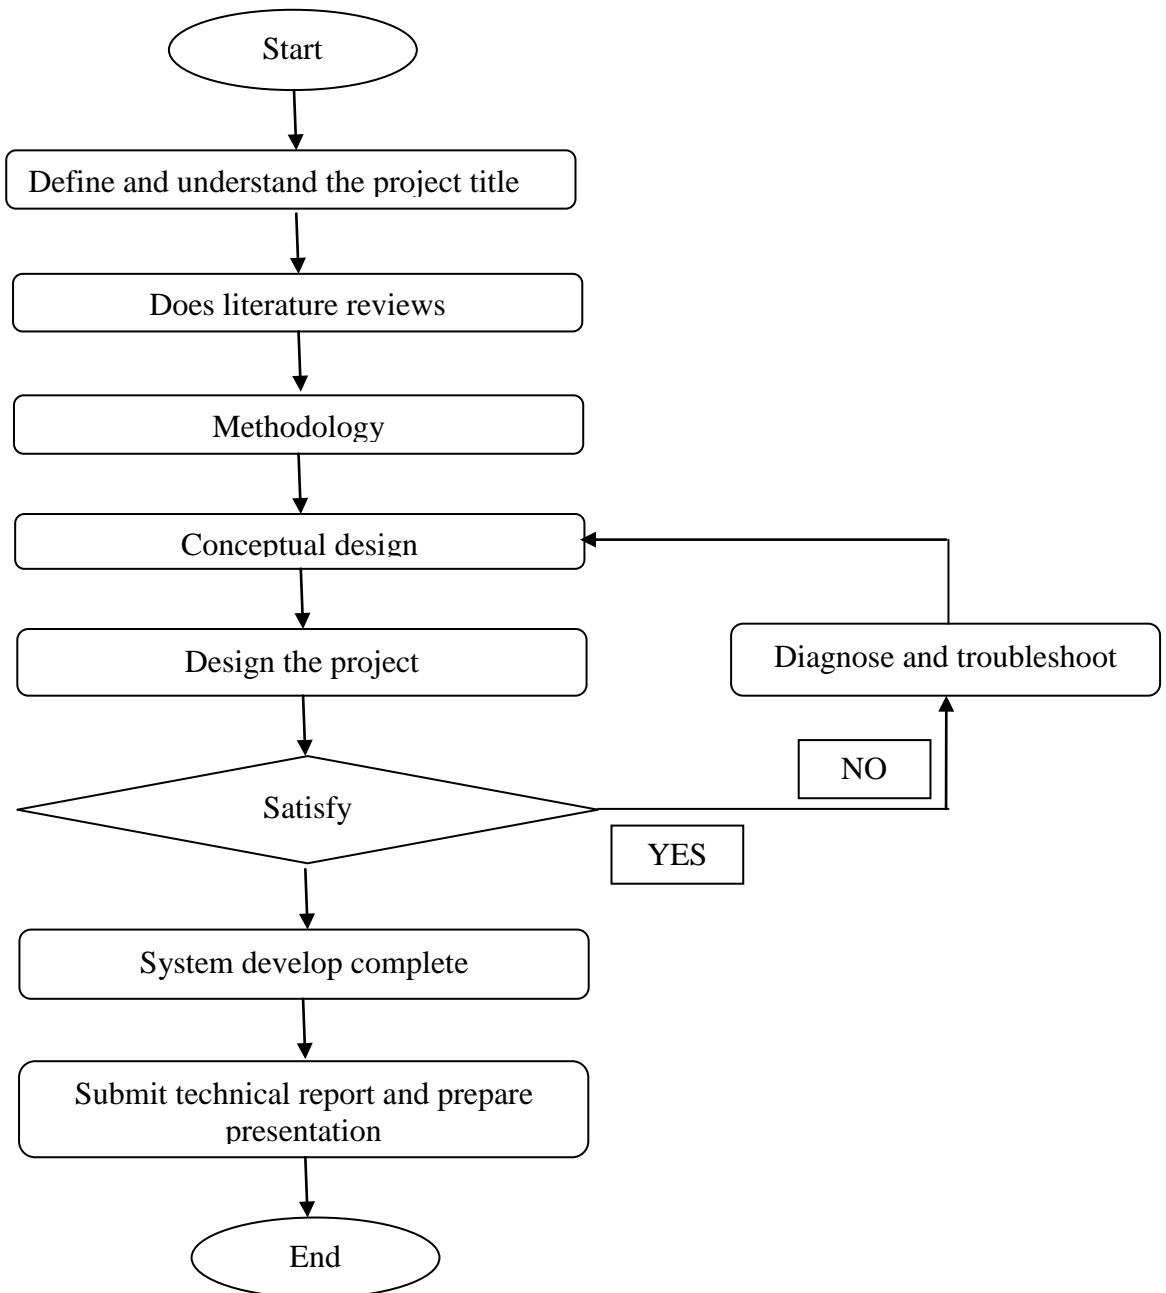 Start
Define and understand the project title
Does literature reviews
Methodology
Conceptual design
Design the project
Diagnose and troubleshoot
NO
Satisfy
YES
System develop complete
Submit technical report and prepare
presentation
End